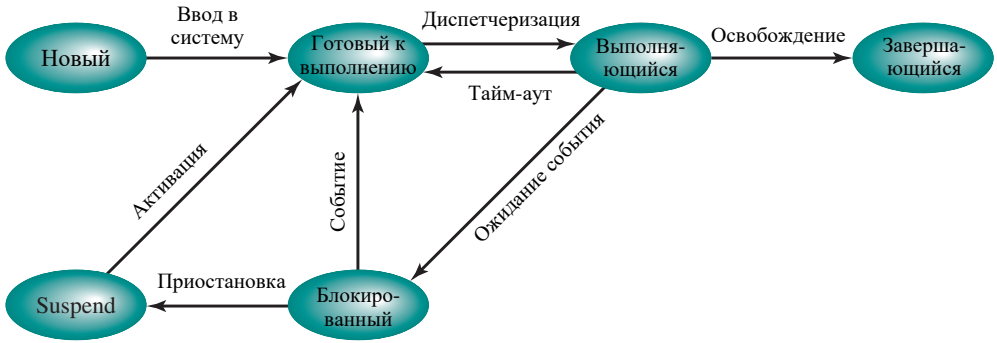 Новый
Ввод в
систему
Готовый к
выполнению
Диспетчеризация
Тайм-аут
Выполня-
ющийся
Освобождение
Заверша-
ющийся
Активация
Событие
Ожидание события
Suspend
Приостановка
Блокиро-
ванный